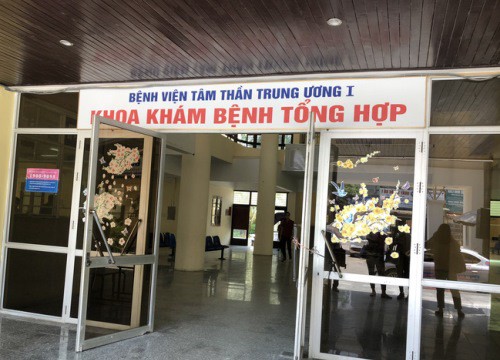 BỆNH VIỆN TÂM THẦN TRUNG ƯƠNG I
KHOA KHÁM BỆNH TỔNG HỢP